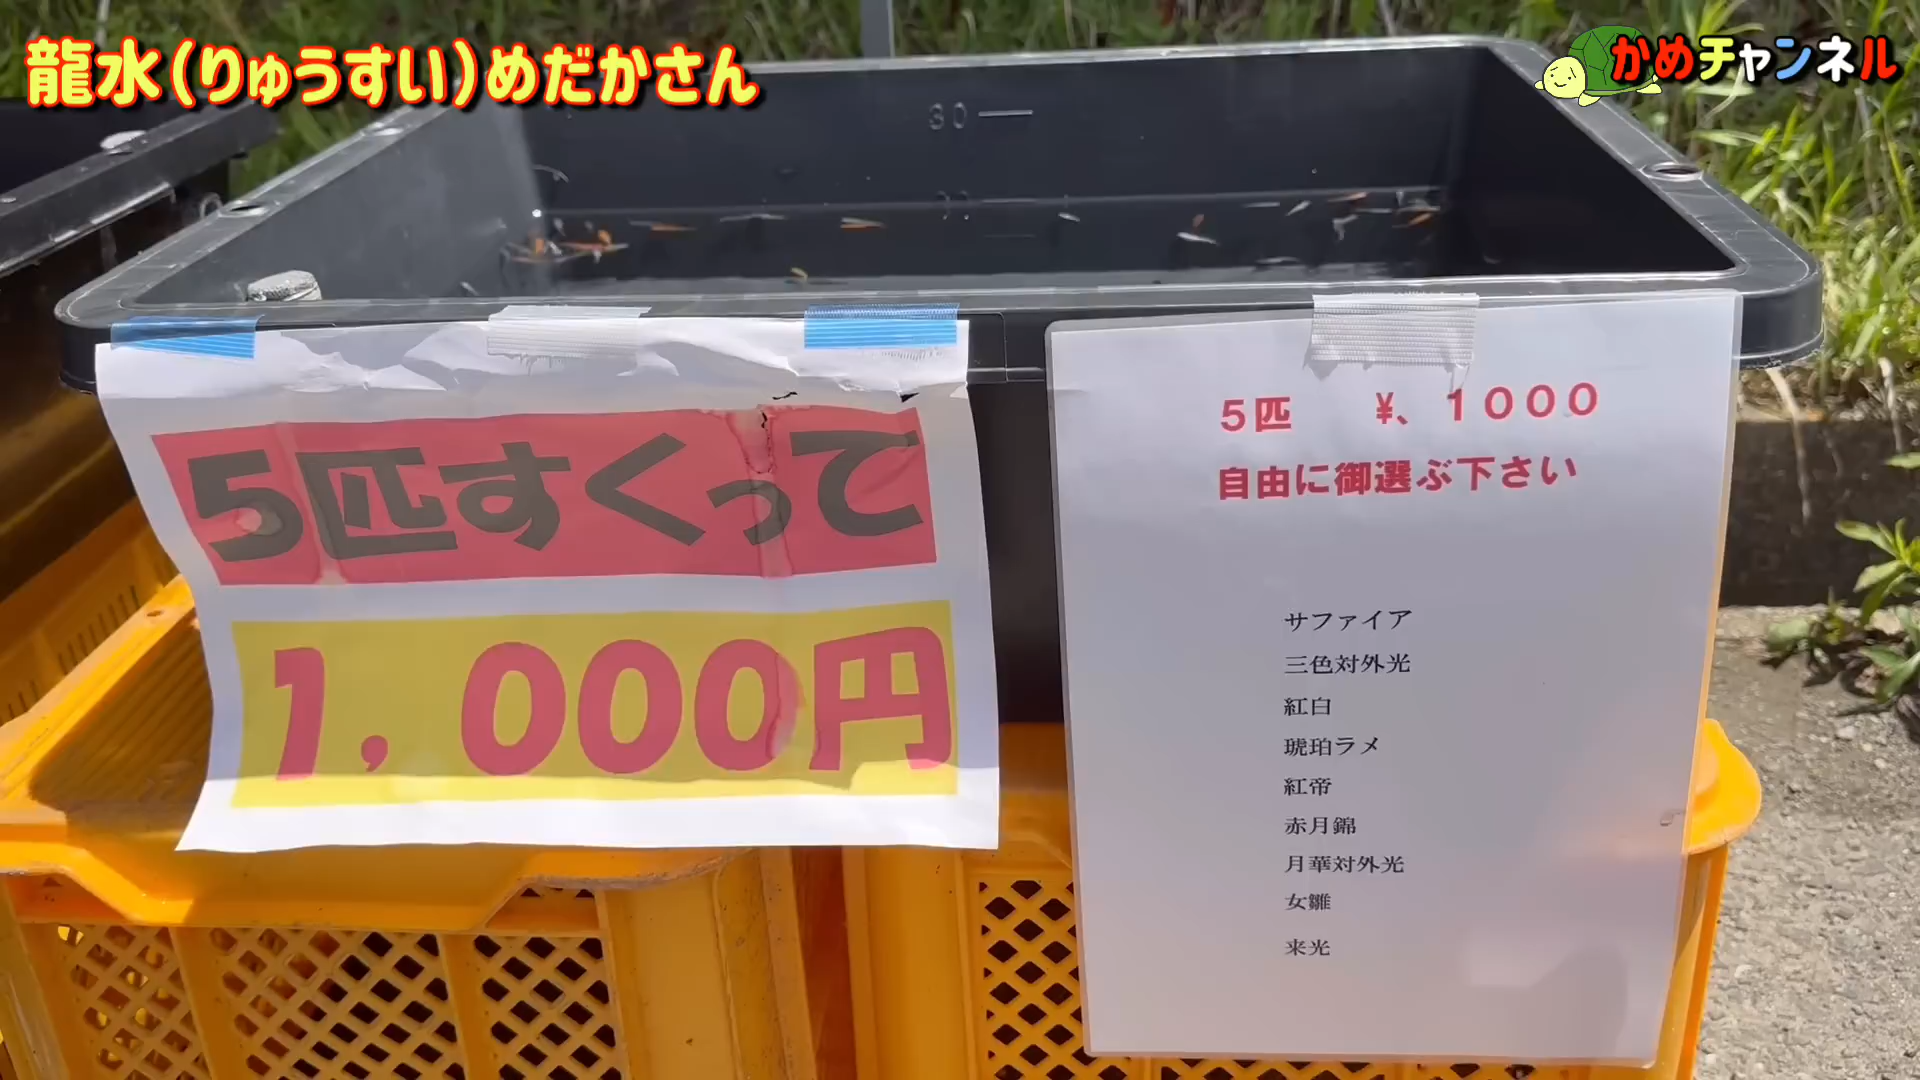 龍水(りゅうすい)めだかさん
かめチャンネル
30
5匹すくって
1,000円
5匹 ¥、1000
自由に御選ぶ下さい
サファイア
三色対外光
紅白
琥珀ラメ
紅帝
赤月錦
月華対外光
女雛
来光